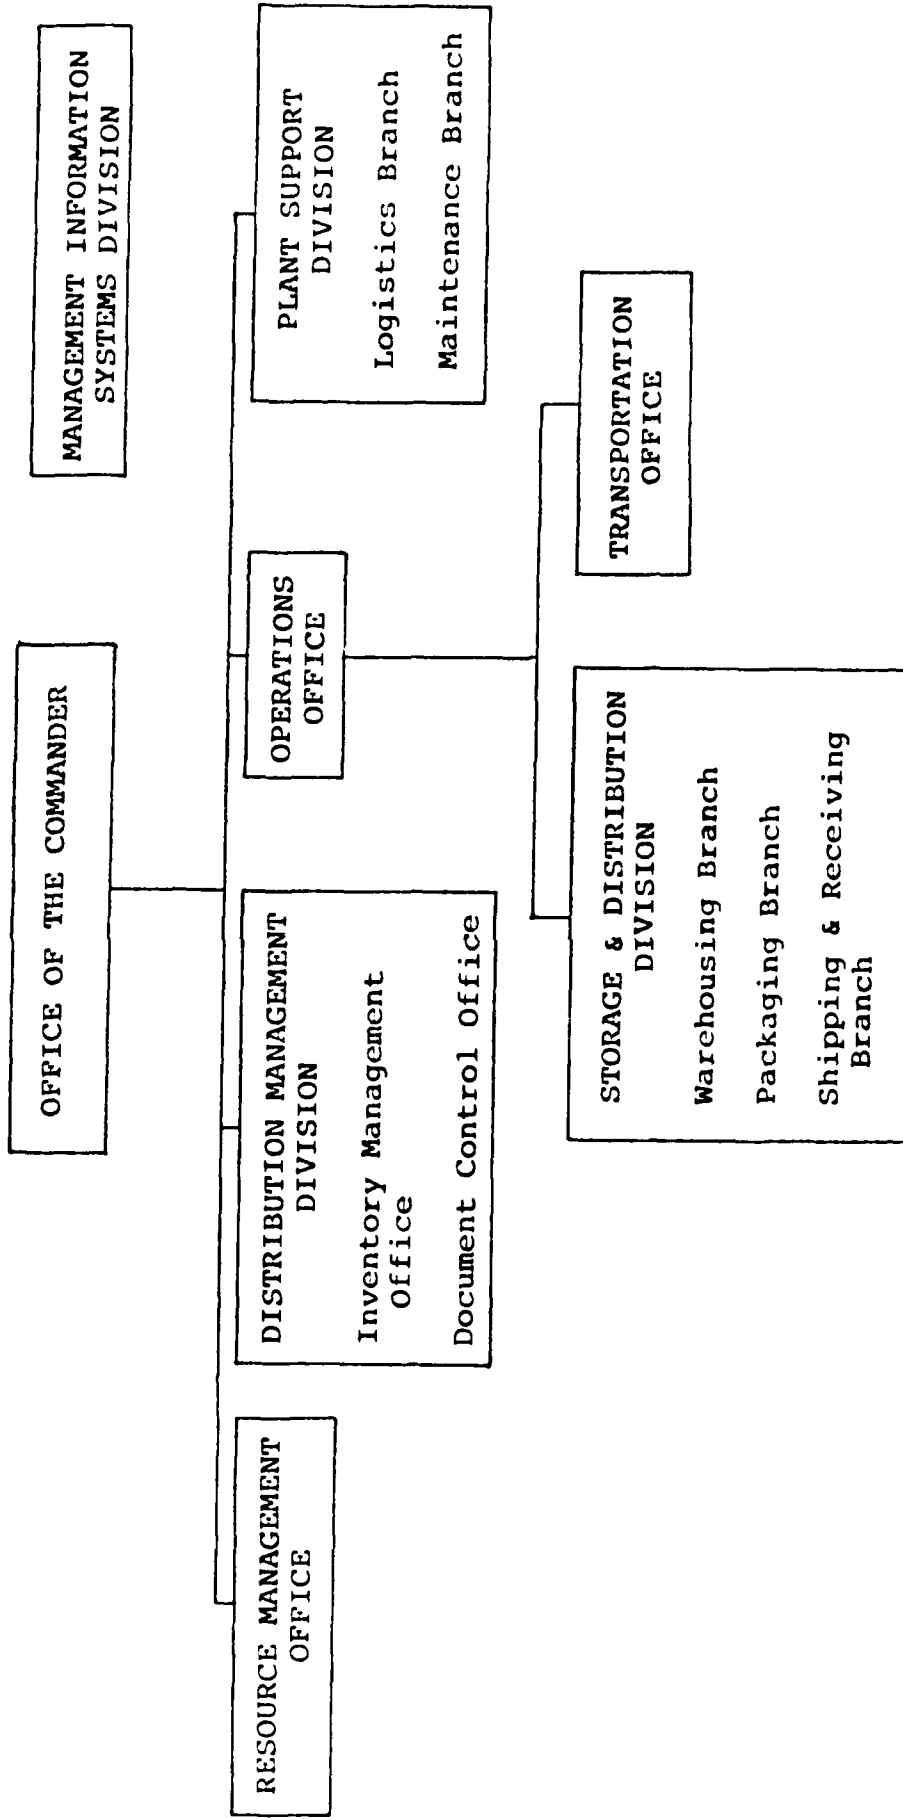 OFFICE OF THE COMMANDER
MANAGEMENT INFORMATION
SYSTEMS DIVISION
RESOURCE MANAGEMENT
OFFICE
DISTRIBUTION MANAGEMENT
DIVISION
Inventory Management
Office
Document Control Office
OPERATIONS
OFFICE
PLANT SUPPORT
DIVISION
Logistics Branch
Maintenance Branch
STORAGE & DISTRIBUTION
DIVISION
Warehousing Branch
Packaging Branch
Shipping & Receiving
Branch
TRANSPORTATION
OFFICE